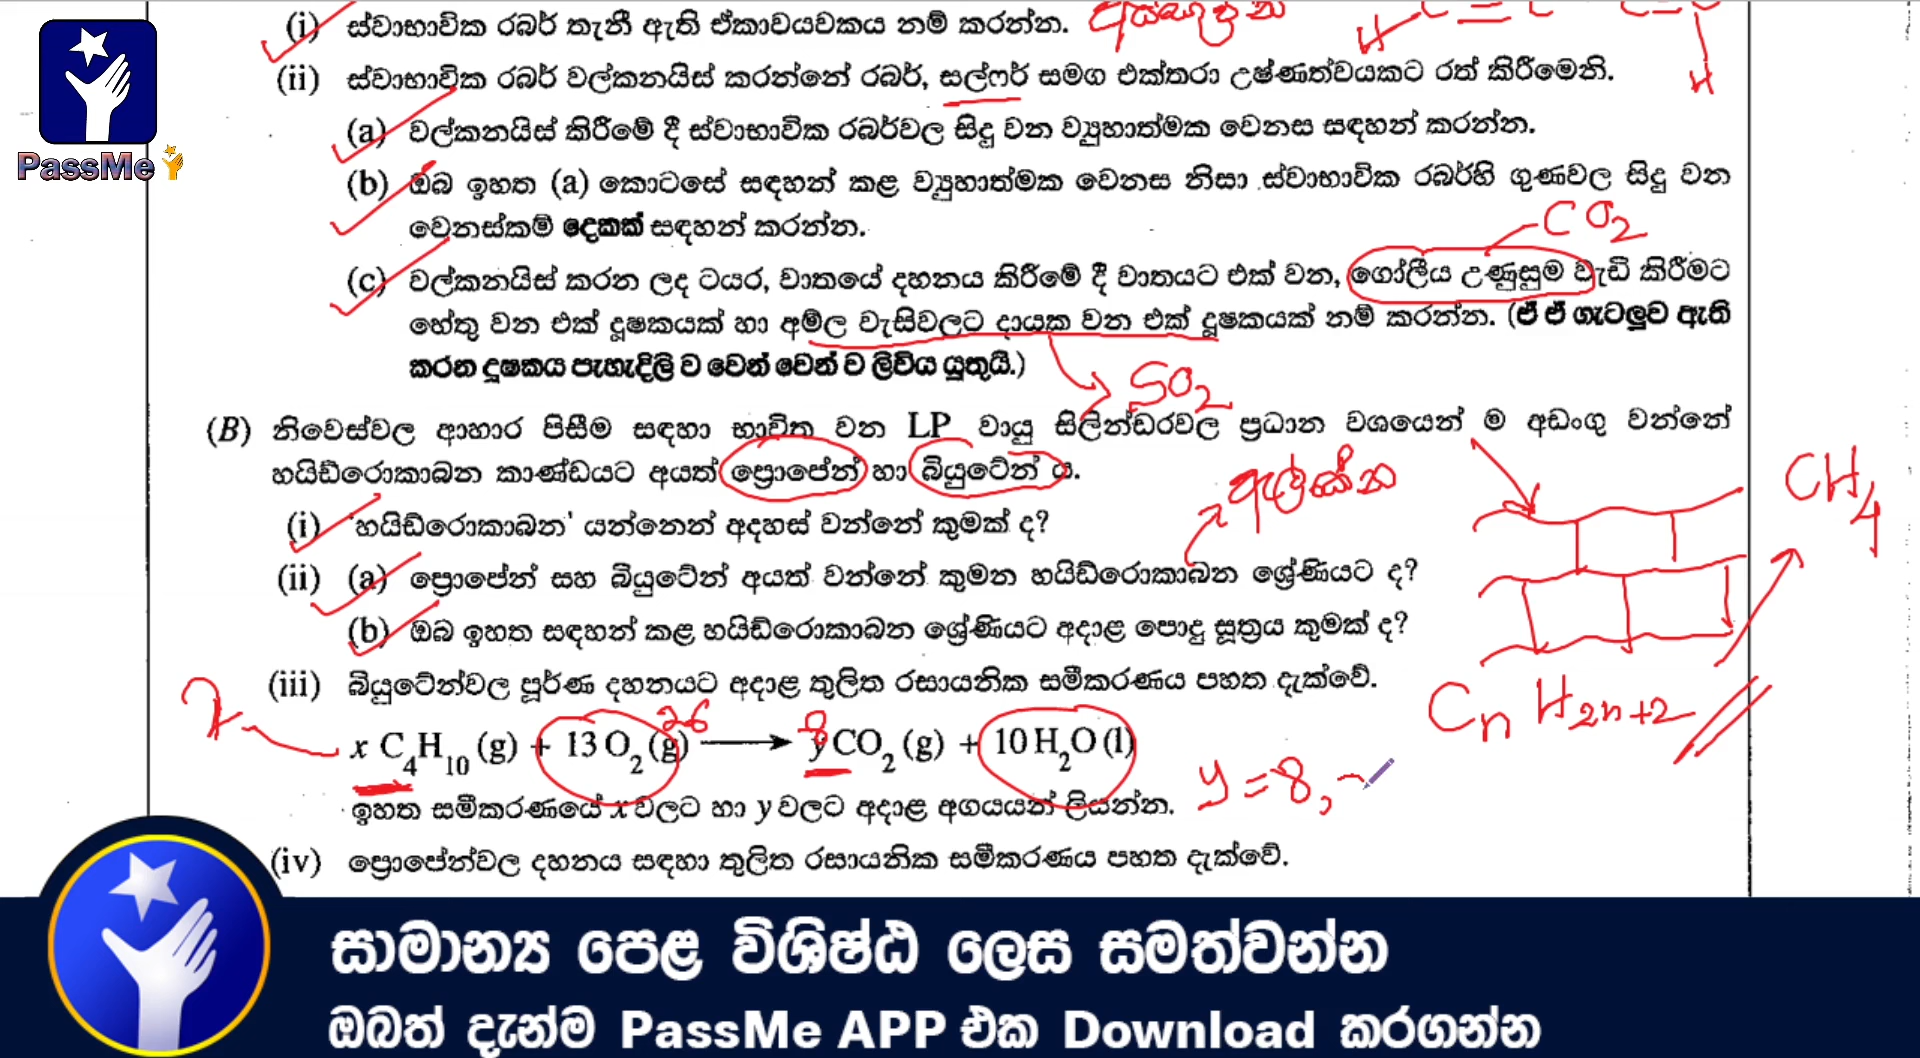 (i) ස්වාභාවික රබර් තැනී ඇති ඒකාවයවකය නම් කරන්න.
H
H
(ii) ස්වාභාවික රබර් වල්කනයිස් කරන්නේ රබර්, සල්ෆර් සමග එක්තරා උෂ්ණත්වයකට රත් කිරීමෙනි.
(a) වල්කනයිස් කිරීමේ දී ස්වාභාවික රබර්වල සිදු වන ව්‍යුහාත්මක වෙනස සඳහන් කරන්න.
(b) ඔබ ඉහත (a) කොටසේ සඳහන් කළ ව්‍යුහාත්මක වෙනස නිසා ස්වාභාවික රබර්හි ගුණවල සිදු වන
වෙනස්කම් දෙකක් සඳහන් කරන්න.
CO2
(c) වල්කනයිස් කරන ලද ටයර, වාතයේ දහනය කිරීමේ දී වාතයට එක් වන, ගෝලීය උණුසුම වැඩි කිරීමට
හේතු වන එක් දූෂකයක් හා අම්ල වැසිවලට දායක වන එක් දූෂකයක් නම් කරන්න. (ඒ ඒ ගැටලුව ඇති
කරන දූෂකය පැහැදිලි ව වෙන් වෙන් ව ලිවිය යුතුයි.)
SO2
(B) නිවෙස්වල ආහාර පිසීම සඳහා භාවිත වන LP වායු සිලින්ඩරවල ප්‍රධාන වශයෙන් ම අඩංගු වන්නේ
හයිඩ්රොකාබන කාණ්ඩයට අයත් ප්‍රොපේන් හා බියුටේන් ය.
ඇල්කේන
CH4
(i) 'හයිඩ්රොකාබන' යන්නෙන් අදහස් වන්නේ කුමක් ද?
(ii) (a) ප්‍රොපේන් සහ බියුටේන් අයත් වන්නේ කුමන හයිඩ්රොකාබන ශ්‍රේණියට ද?
(b) ඔබ ඉහත සඳහන් කළ හයිඩ්රොකාබන ශ්‍රේණියට අදාළ පොදු සූත්‍රය කුමක් ද?
(iii) බියුටේන්වල පූර්ණ දහනයට අදාළ තුලිත රසායනික සමීකරණය පහත දැක්වේ.
CnH2n+2
26 8
x C4H10 (g) + 13 O2 (g) ⟶ yCO2 (g) + 10 H2O (l)
ඉහත සමීකරණයේ x වලට හා y වලට අදාළ අගයයන් ලියන්න.
y = 8,
(iv) ප්‍රොපේන්වල දහනය සඳහා තුලිත රසායනික සමීකරණය පහත දැක්වේ.
PassMe
සාමාන්‍ය පෙළ විශිෂ්ඨ ලෙස සමත්වන්න
ඔබත් දැන්ම PassMe APP එක Download කරගන්න